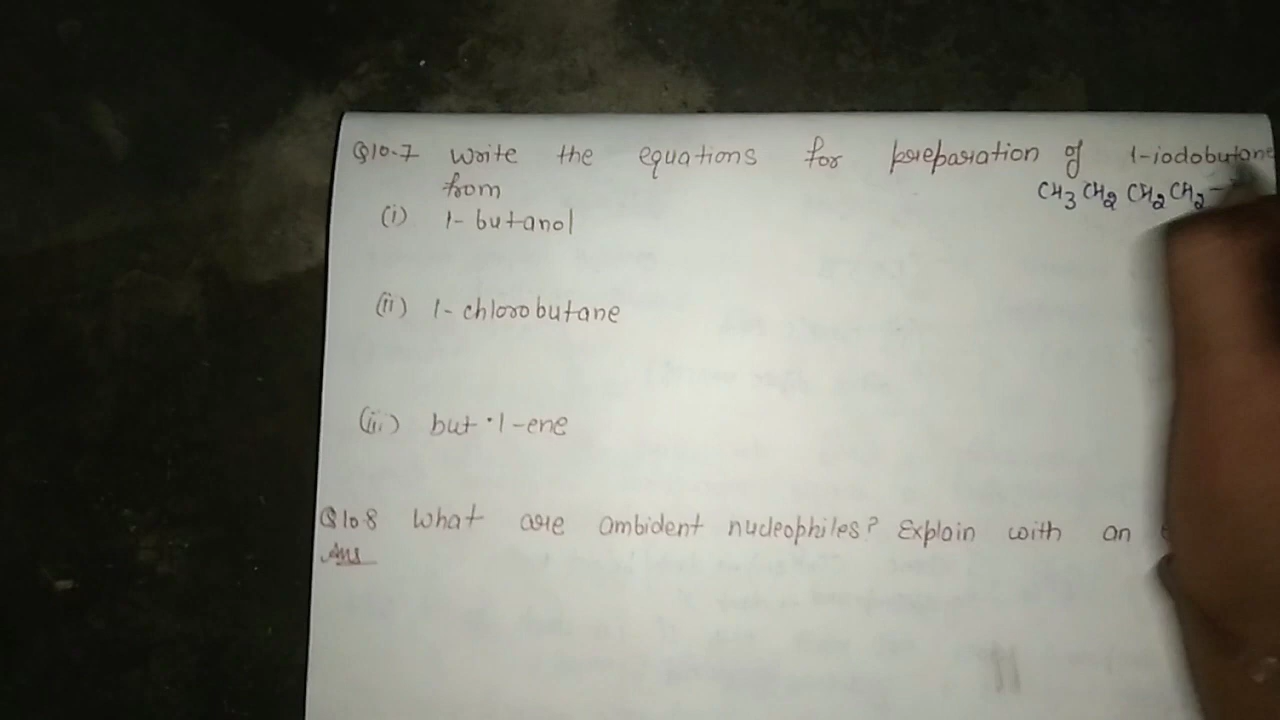 Q10.7 Write the equations for preparation of 1-iodobutane
from CH3 CH2 CH2 CH2 -
(i) 1- butanol
(ii) 1- chlorobutane
(iii) but-1-ene
Q10.8 What are ambident nucleophiles? Explain with an
Ans